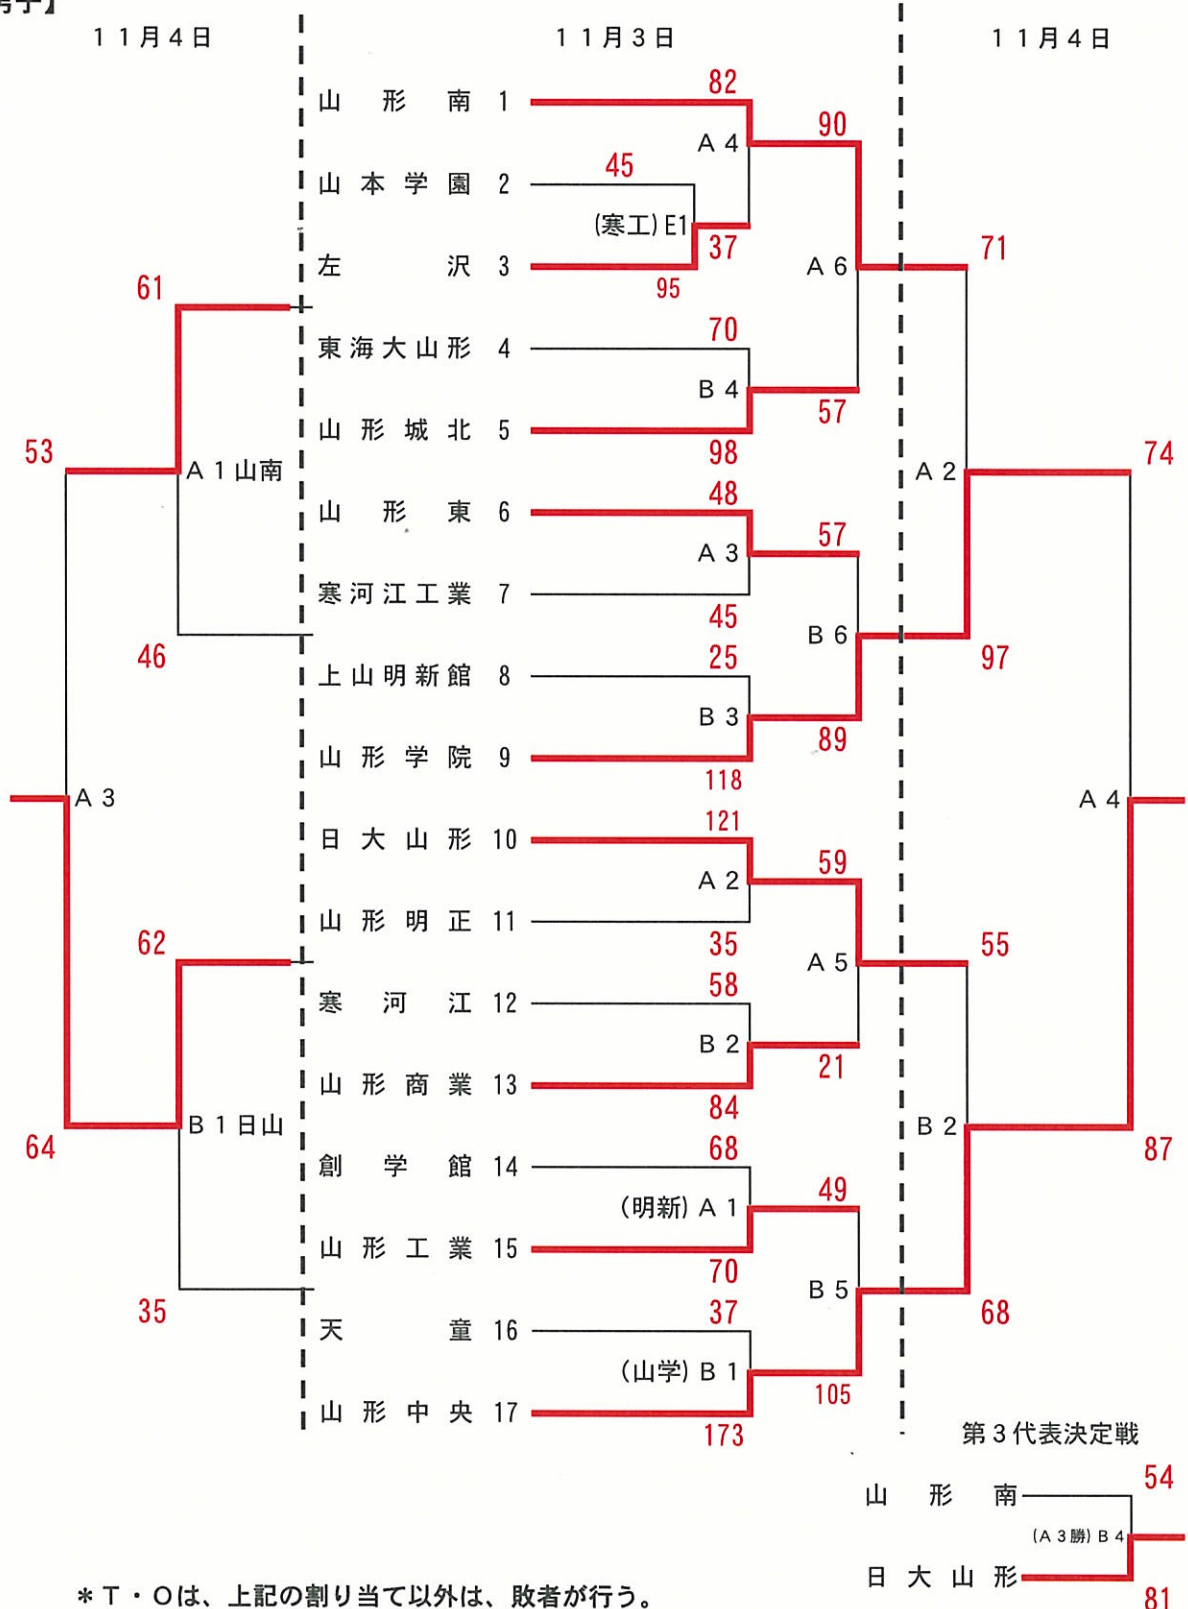 男子】
１１月４日
１１月３日
１１月４日
山形南 1
82
90
A 4
山本学園 2
45
(寒工) E1
37
左沢 3
95
A 6
71
61
東海大山形 4
70
B 4
57
山形城北 5
98
53
A 1 山南
A 2
74
山形東 6
48
57
A 3
寒河江工業 7
45
B 6
46
97
上山明新館 8
25
B 3
89
山形学院 9
118
A 3
A 4
日大山形 10
121
59
A 2
山形明正 11
35
62
A 5
55
寒河江 12
58
B 2
21
山形商業 13
84
64
B 1 日山
B 2
87
創学館 14
68
49
(明新) A 1
山形工業 15
70
B 5
35
68
天童 16
37
(山学) B 1
105
山形中央 17
173
第３代表決定戦
山形南
54
(A 3 勝) B 4
日大山形
81
＊Ｔ・Ｏは、上記の割り当て以外は、敗者が行う。